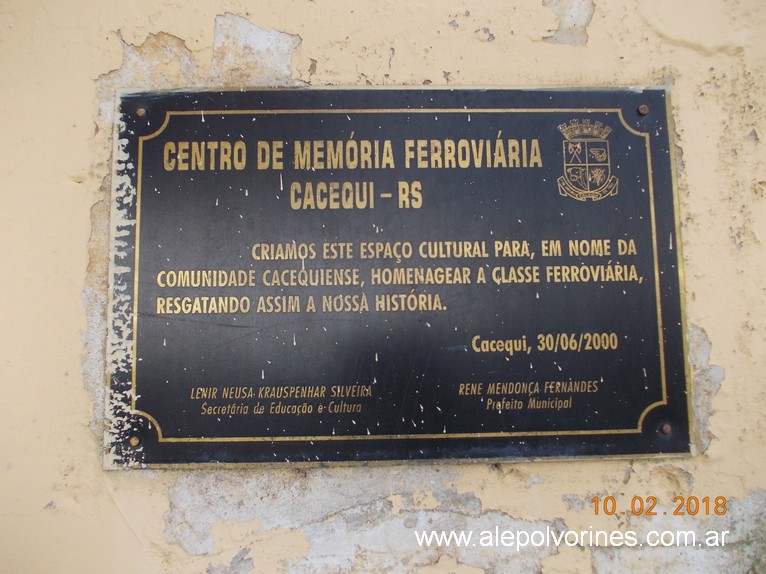 CENTRO DE MEMÓRIA FERROVIÁRIA
CACEQUI - RS
CRIAMOS ESTE ESPAÇO CULTURAL PARA, EM NOME DA
COMUNIDADE CACEQUIENSE, HOMENAGEAR A CLASSE FERROVIÁRIA,
RESGATANDO ASSIM A NOSSA HISTÓRIA.
Cacequi, 30/06/2000
LENIR NEUSA KRAUSPENHAR SILVEIRA
Secretária de Educação e Cultura
RENE MENDONÇA FERNANDES
Prefeito Municipal
10.02.2018
www.alepolvorines.com.ar